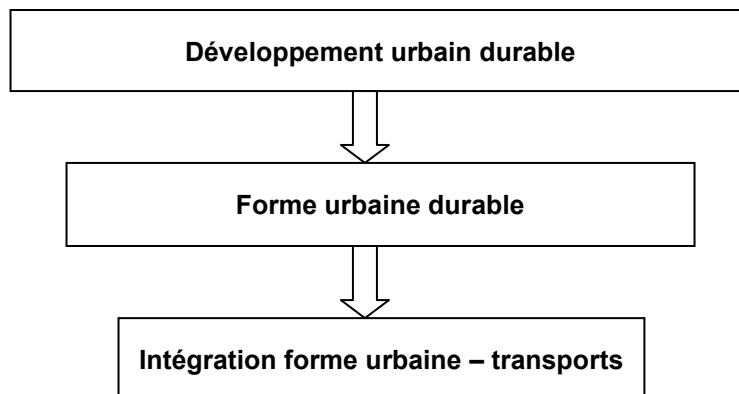 Développement urbain durable
Forme urbaine durable
Intégration forme urbaine – transports